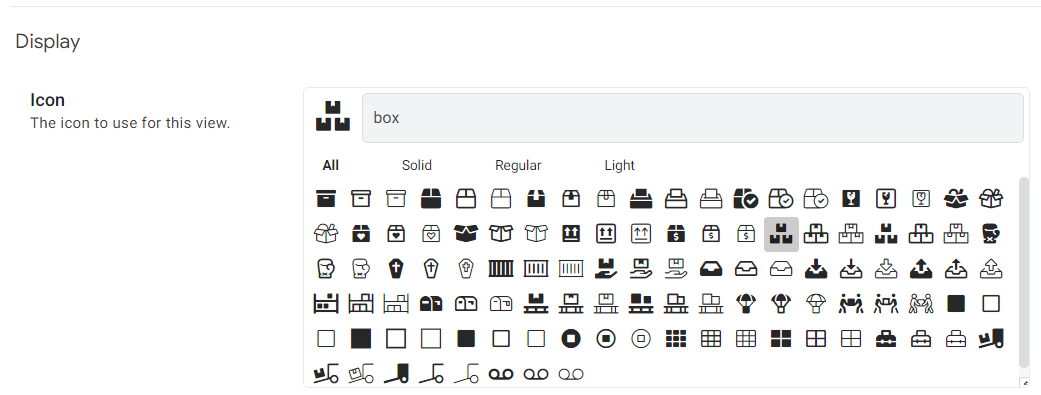 Display
Icon
The icon to use for this view.
box
All Solid Regular Light